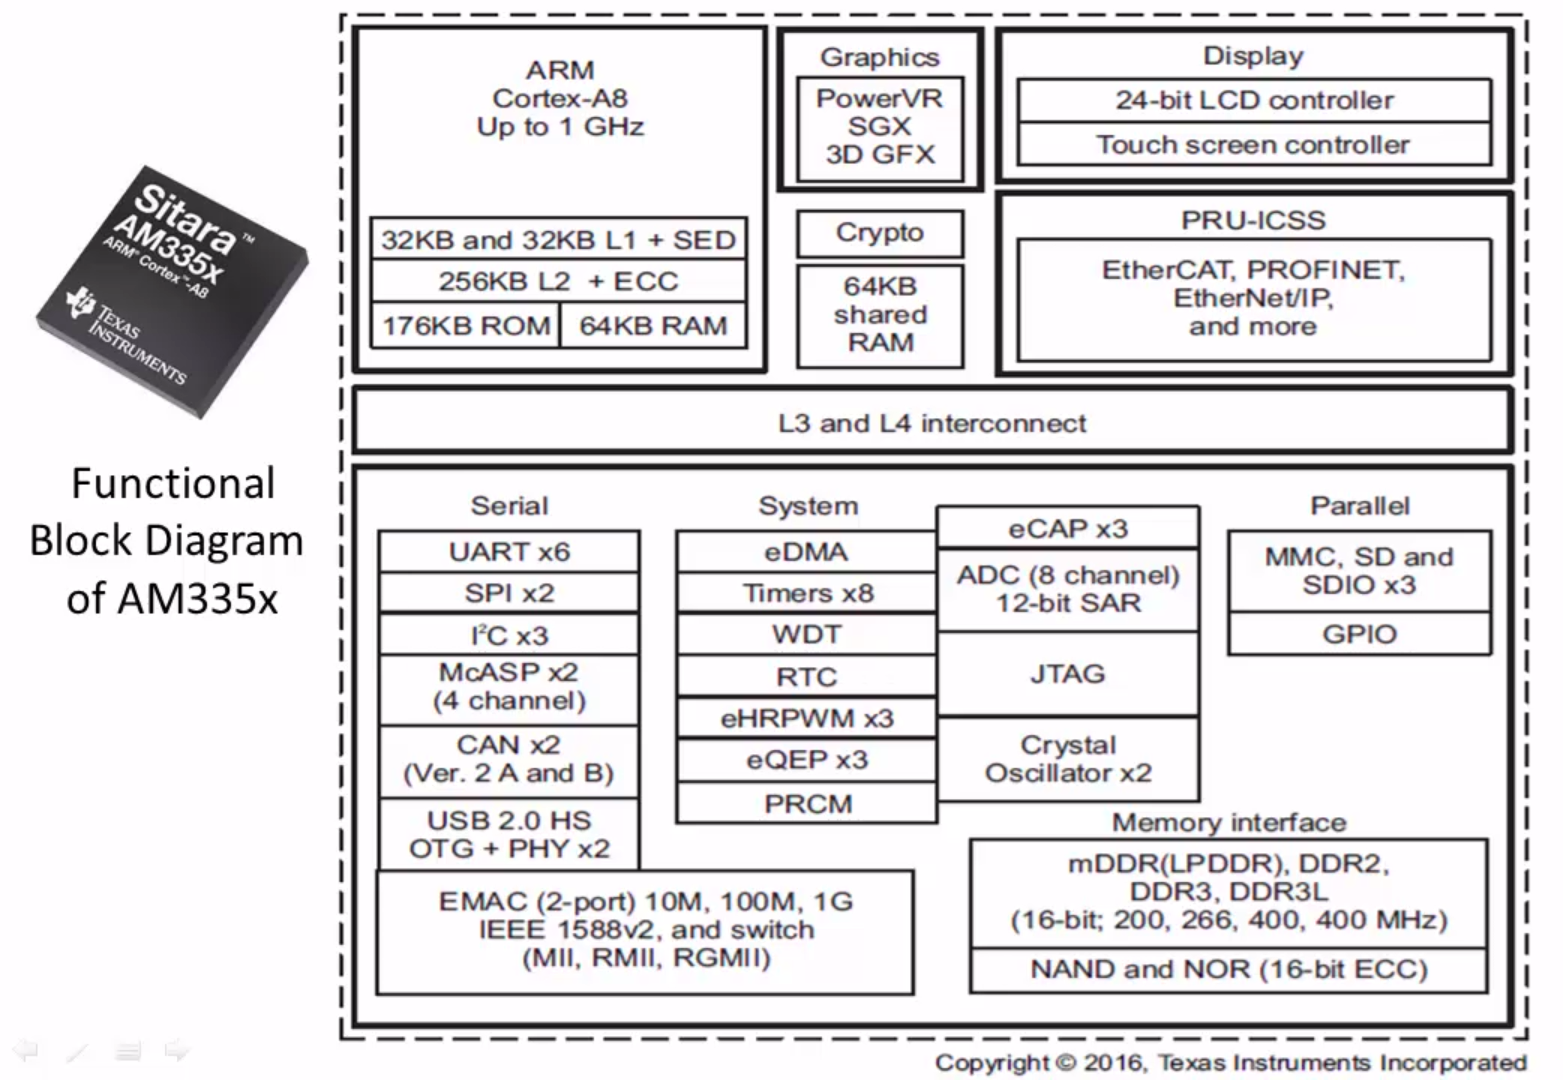 Sitara™
AM335x
ARM® Cortex™-A8
TEXAS
INSTRUMENTS
Functional
Block Diagram
of AM335x
ARM
Cortex-A8
Up to 1 GHz
32KB and 32KB L1 + SED
256KB L2 + ECC
176KB ROM
64KB RAM
Graphics
PowerVR
SGX
3D GFX
Crypto
64KB
shared
RAM
Display
24-bit LCD controller
Touch screen controller
PRU-ICSS
EtherCAT, PROFINET,
EtherNet/IP,
and more
L3 and L4 interconnect
Serial
UART x6
SPI x2
I²C x3
McASP x2
(4 channel)
CAN x2
(Ver. 2 A and B)
USB 2.0 HS
OTG + PHY x2
EMAC (2-port) 10M, 100M, 1G
IEEE 1588v2, and switch
(MII, RMII, RGMII)
System
eDMA
Timers x8
WDT
RTC
eHRPWM x3
eQEP x3
PRCM
eCAP x3
ADC (8 channel)
12-bit SAR
JTAG
Crystal
Oscillator x2
Parallel
MMC, SD and
SDIO x3
GPIO
Memory interface
mDDR(LPDDR), DDR2,
DDR3, DDR3L
(16-bit; 200, 266, 400, 400 MHz)
NAND and NOR (16-bit ECC)
Copyright © 2016, Texas Instruments Incorporated